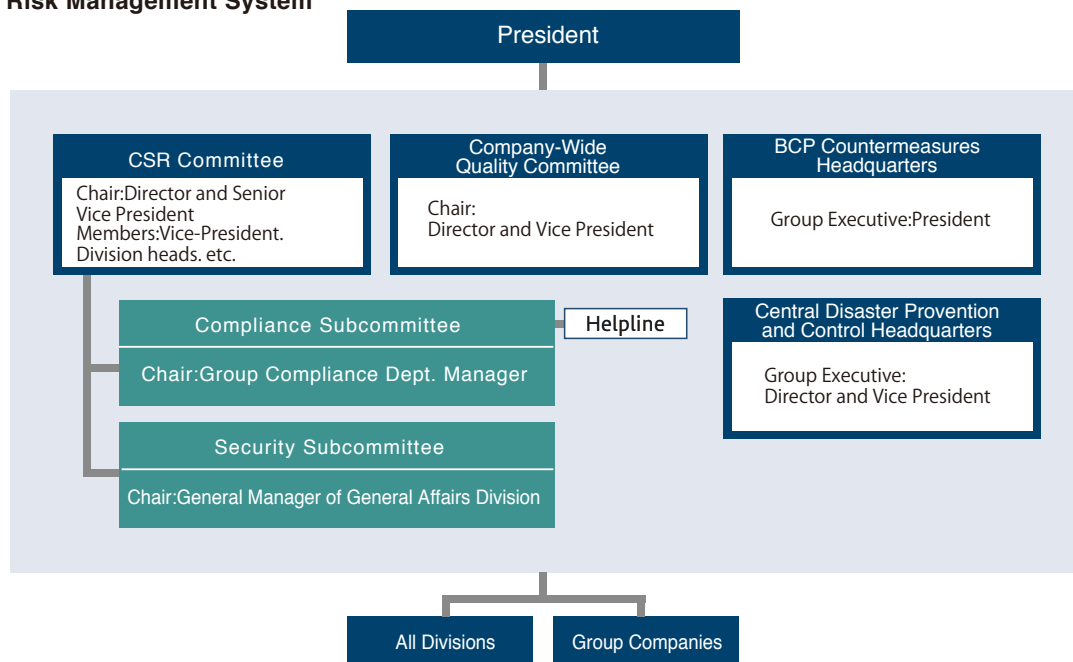 Risk Management System
President
CSR Committee
Chair:Director and Senior
Vice President
Members:Vice-President.
Division heads. etc.
Company-Wide
Quality Committee
Chair:
Director and Vice President
BCP Countermeasures
Headquarters
Group Executive:President
Compliance Subcommittee
Chair:Group Compliance Dept. Manager
Helpline
Central Disaster Provention
and Control Headquarters
Group Executive:
Director and Vice President
Security Subcommittee
Chair:General Manager of General Affairs Division
All Divisions
Group Companies